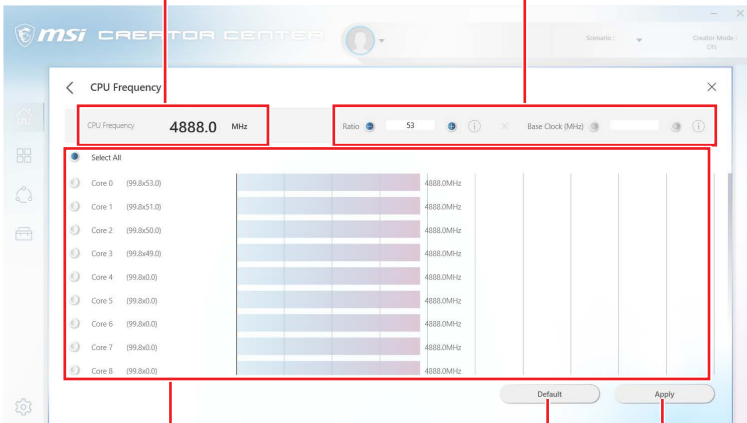 msi CREATOR CENTER
Scenario :
Creator Mode :
ON
CPU Frequency
CPU Frequency 4888.0 MHz Ratio 53 Base Clock (MHz)
Select All
Core 0 (99.8x53.0) 4888.0MHz
Core 1 (99.8x51.0) 4888.0MHz
Core 2 (99.8x50.0) 4888.0MHz
Core 3 (99.8x49.0) 4888.0MHz
Core 4 (99.8x0.0) 4888.0MHz
Core 5 (99.8x0.0) 4888.0MHz
Core 6 (99.8x0.0) 4888.0MHz
Core 7 (99.8x0.0) 4888.0MHz
Core 8 (99.8x0.0) 4888.0MHz
Default Apply